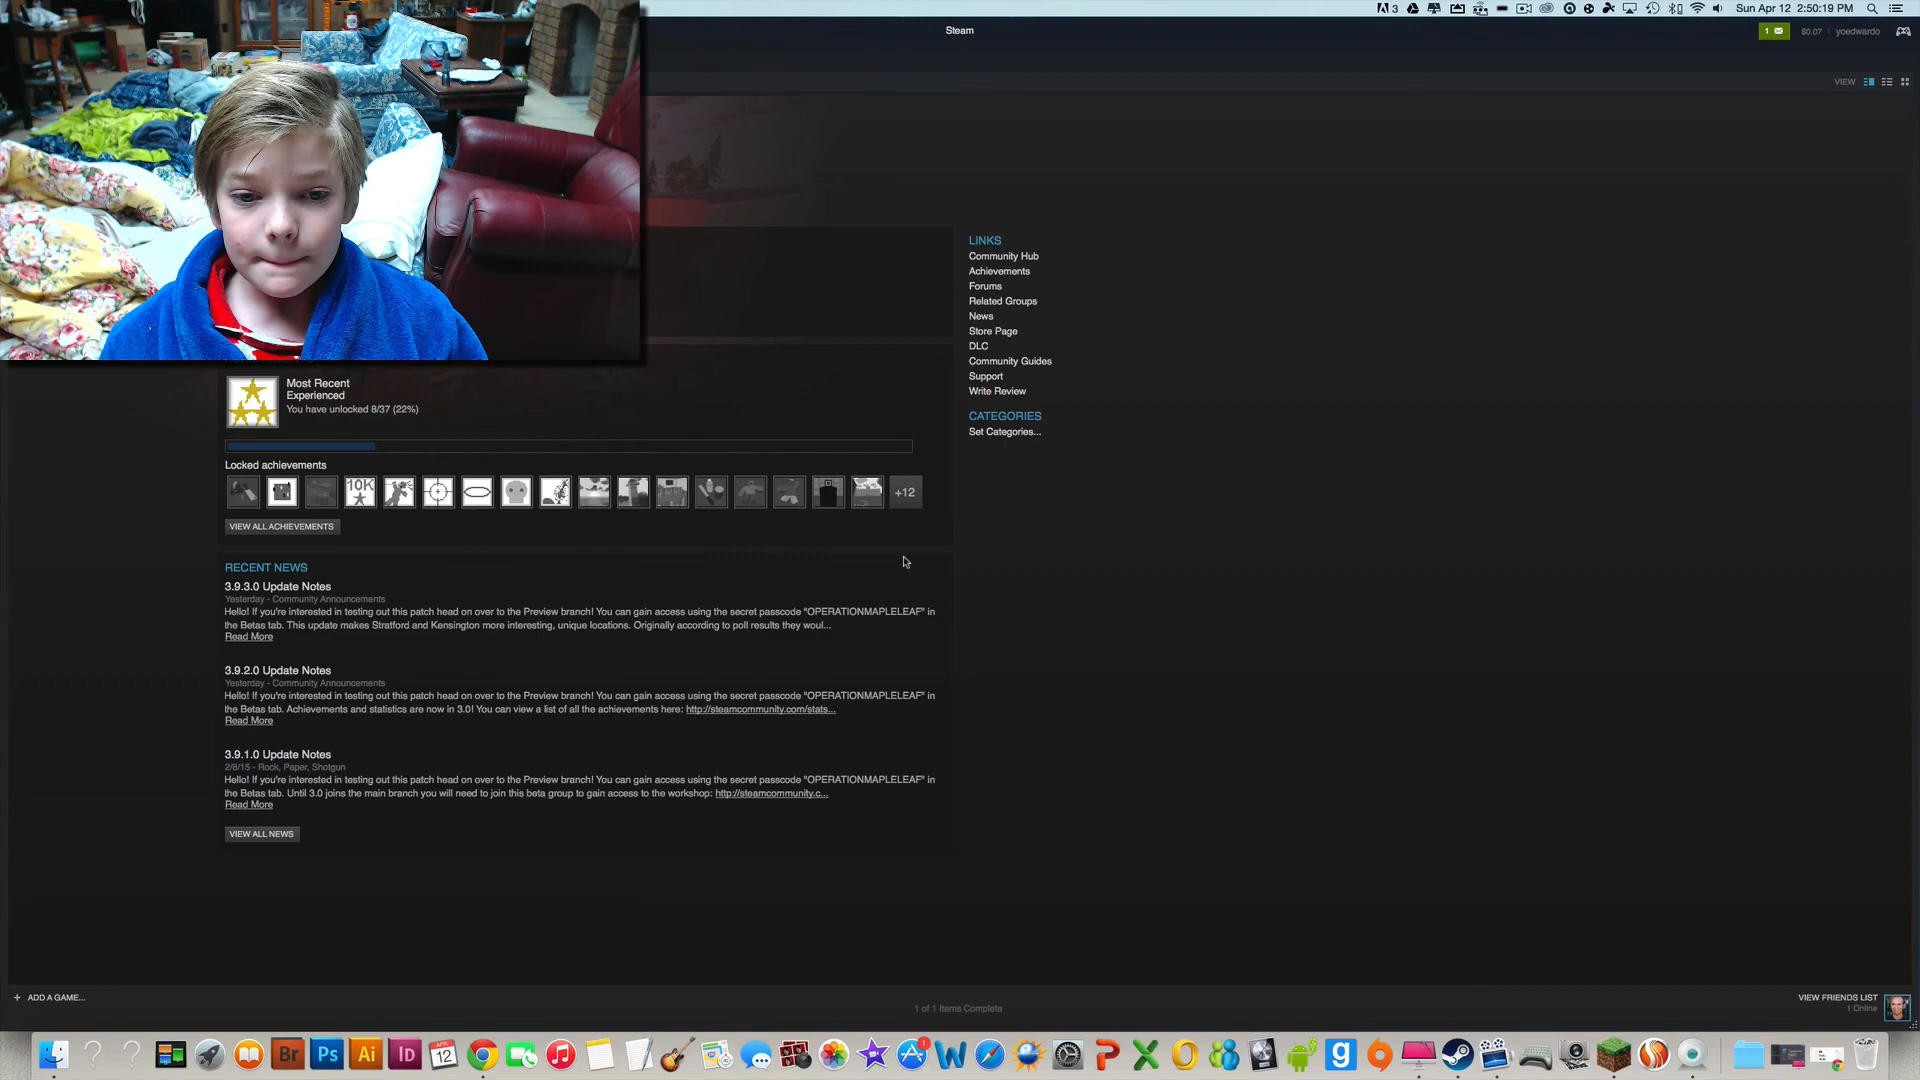 3
Sun Apr 12 2:50:19 PM
Steam
1
$0.07
yoedwardo
VIEW
LINKS
Community Hub
Achievements
Forums
Related Groups
News
Store Page
DLC
Community Guides
Support
Write Review
CATEGORIES
Set Categories...
Most Recent
Experienced
You have unlocked 8/37 (22%)
Locked achievements
10K
+12
VIEW ALL ACHIEVEMENTS
RECENT NEWS
3.9.3.0 Update Notes
Yesterday - Community Announcements
Hello! If you're interested in testing out this patch head on over to the Preview branch! You can gain access using the secret passcode "OPERATIONMAPLELEAF" in
the Betas tab. This update makes Stratford and Kensington more interesting, unique locations. Originally according to poll results they woul...
Read More
3.9.2.0 Update Notes
Yesterday - Community Announcements
Hello! If you're interested in testing out this patch head on over to the Preview branch! You can gain access using the secret passcode "OPERATIONMAPLELEAF" in
the Betas tab. Achievements and statistics are now in 3.0! You can view a list of all the achievements here: http://steamcommunity.com/stats...
Read More
3.9.1.0 Update Notes
2/8/15 - Rock, Paper, Shotgun
Hello! If you're interested in testing out this patch head on over to the Preview branch! You can gain access using the secret passcode "OPERATIONMAPLELEAF" in
the Betas tab. Until 3.0 joins the main branch you will need to join this beta group to gain access to the workshop: http://steamcommunity.c...
Read More
VIEW ALL NEWS
+ ADD A GAME...
1 of 1 Items Complete
VIEW FRIENDS LIST
1 Online
Br
Ps
Ai
Id
APR
12
1
W
P
X
O
g